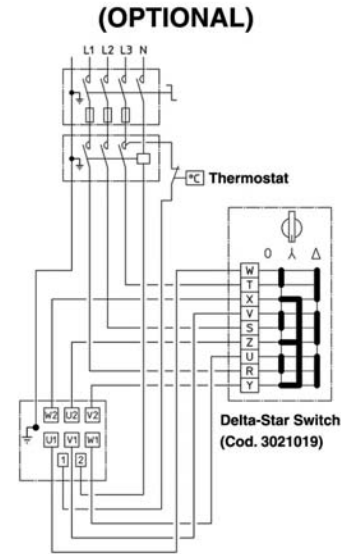 (OPTIONAL)
L1 L2 L3 N
°C Thermostat
0 人 Δ
W
T
X
V
S
Z
U
R
Y
Delta-Star Switch
(Cod. 3021019)
W2 U2 V2
U1 V1 W1
1 2